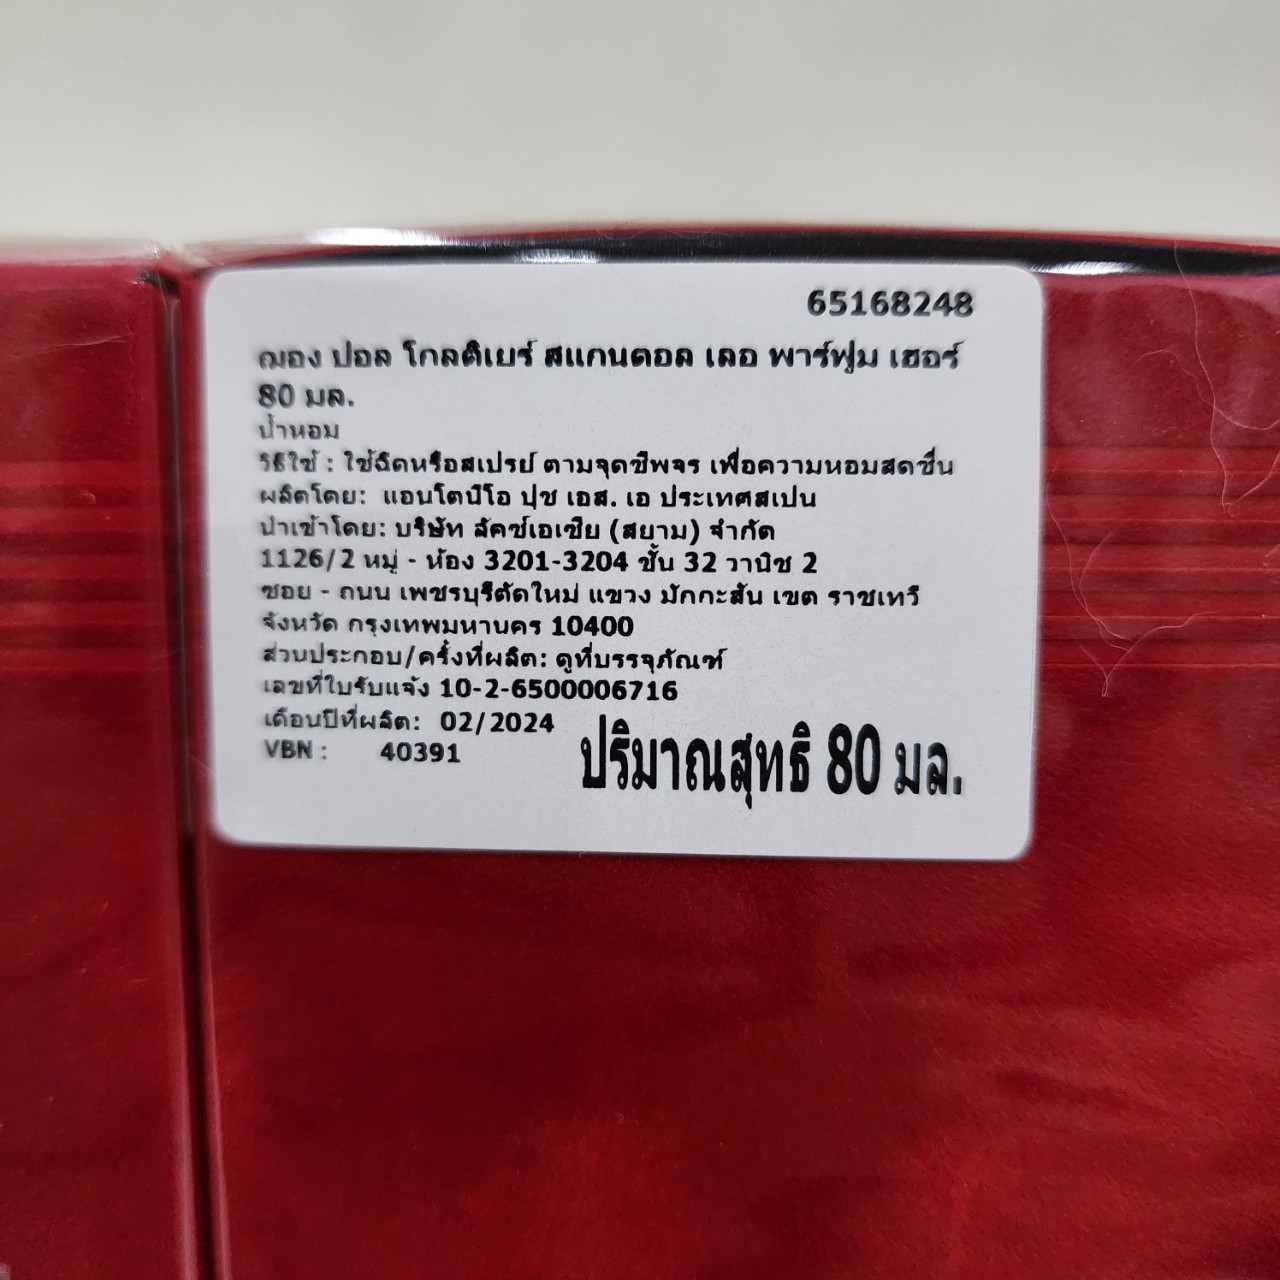 65168248
ฌอง ปอล โกลติเยร์ สแกนดอล เลอ พาร์ฟูม เฮอร์
80 มล.
น้ำหอม
วิธีใช้ : ใช้ฉีดหรือสเปรย์ ตามจุดชีพจร เพื่อความหอมสดชื่น
ผลิตโดย: แอนโตนีโอ ปุช เอส. เอ ประเทศสเปน
นำเข้าโดย: บริษัท ลัคซ์เอเซีย (สยาม) จำกัด
1126/2 หมู่ - ห้อง 3201-3204 ชั้น 32 วานิช 2
ซอย - ถนน เพชรบุรีตัดใหม่ แขวง มักกะสัน เขต ราชเทวี
จังหวัด กรุงเทพมหานคร 10400
ส่วนประกอบ/ครั้งที่ผลิต: ดูที่บรรจุภัณฑ์
เลขที่ใบรับแจ้ง 10-2-6500006716
เดือนปีที่ผลิต: 02/2024
VBN : 40391
ปริมาณสุทธิ 80 มล.